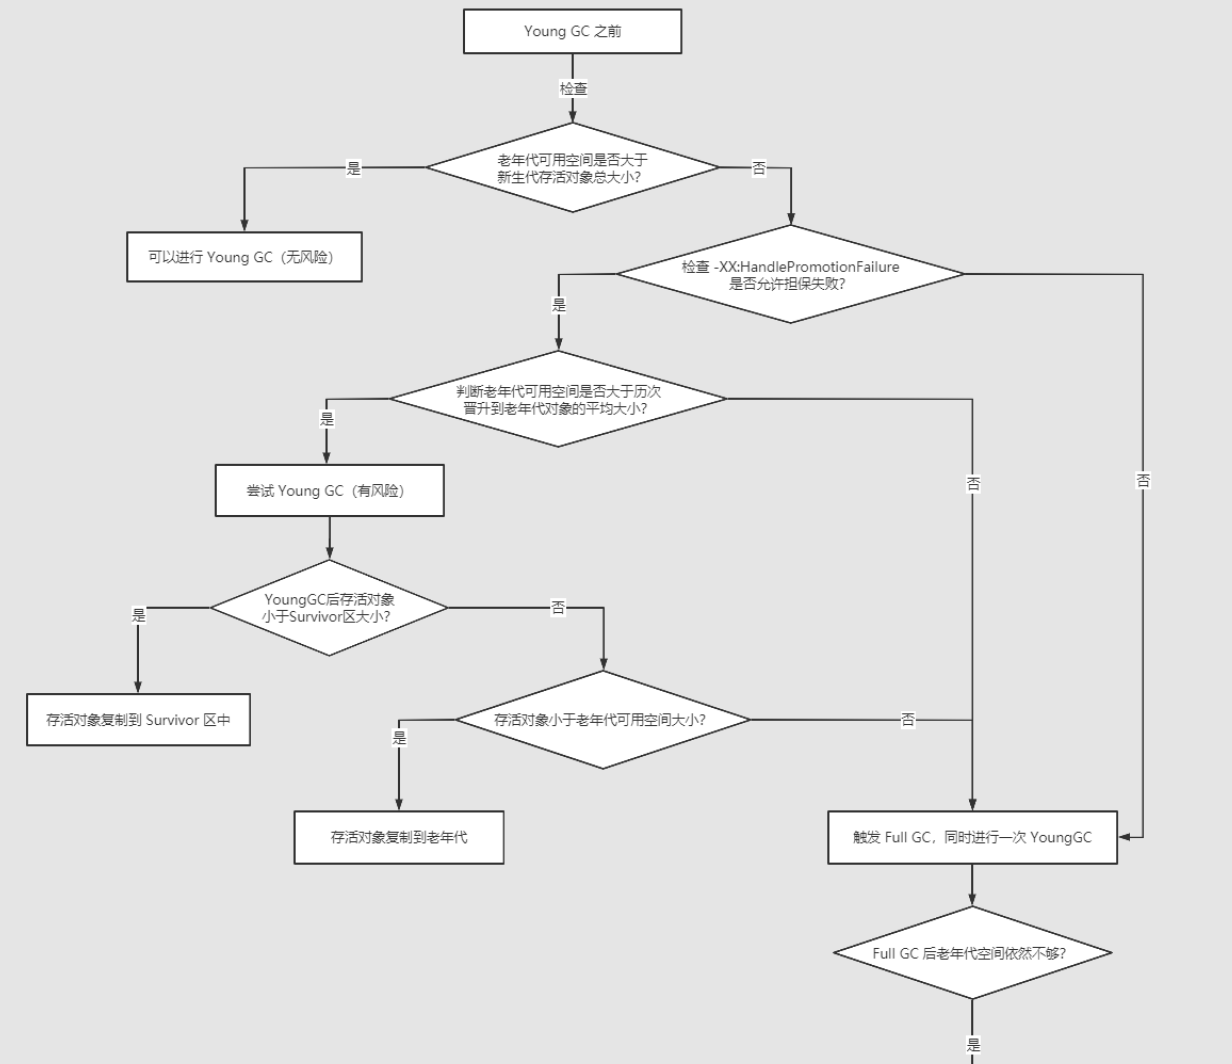 Young GC 之前
检查
老年代可用空间是否大于
新生代存活对象总大小？
是
否
可以进行 Young GC（无风险）
检查 -XX:HandlePromotionFailure
是否允许担保失败？
是
判断老年代可用空间是否大于历次
晋升到老年代对象的平均大小？
是
否
否
尝试 Young GC（有风险）
YoungGC后存活对象
小于Survivor区大小？
是
否
存活对象复制到 Survivor 区中
存活对象小于老年代可用空间大小？
是
否
存活对象复制到老年代
触发 Full GC，同时进行一次 YoungGC
Full GC 后老年代空间依然不够？
是